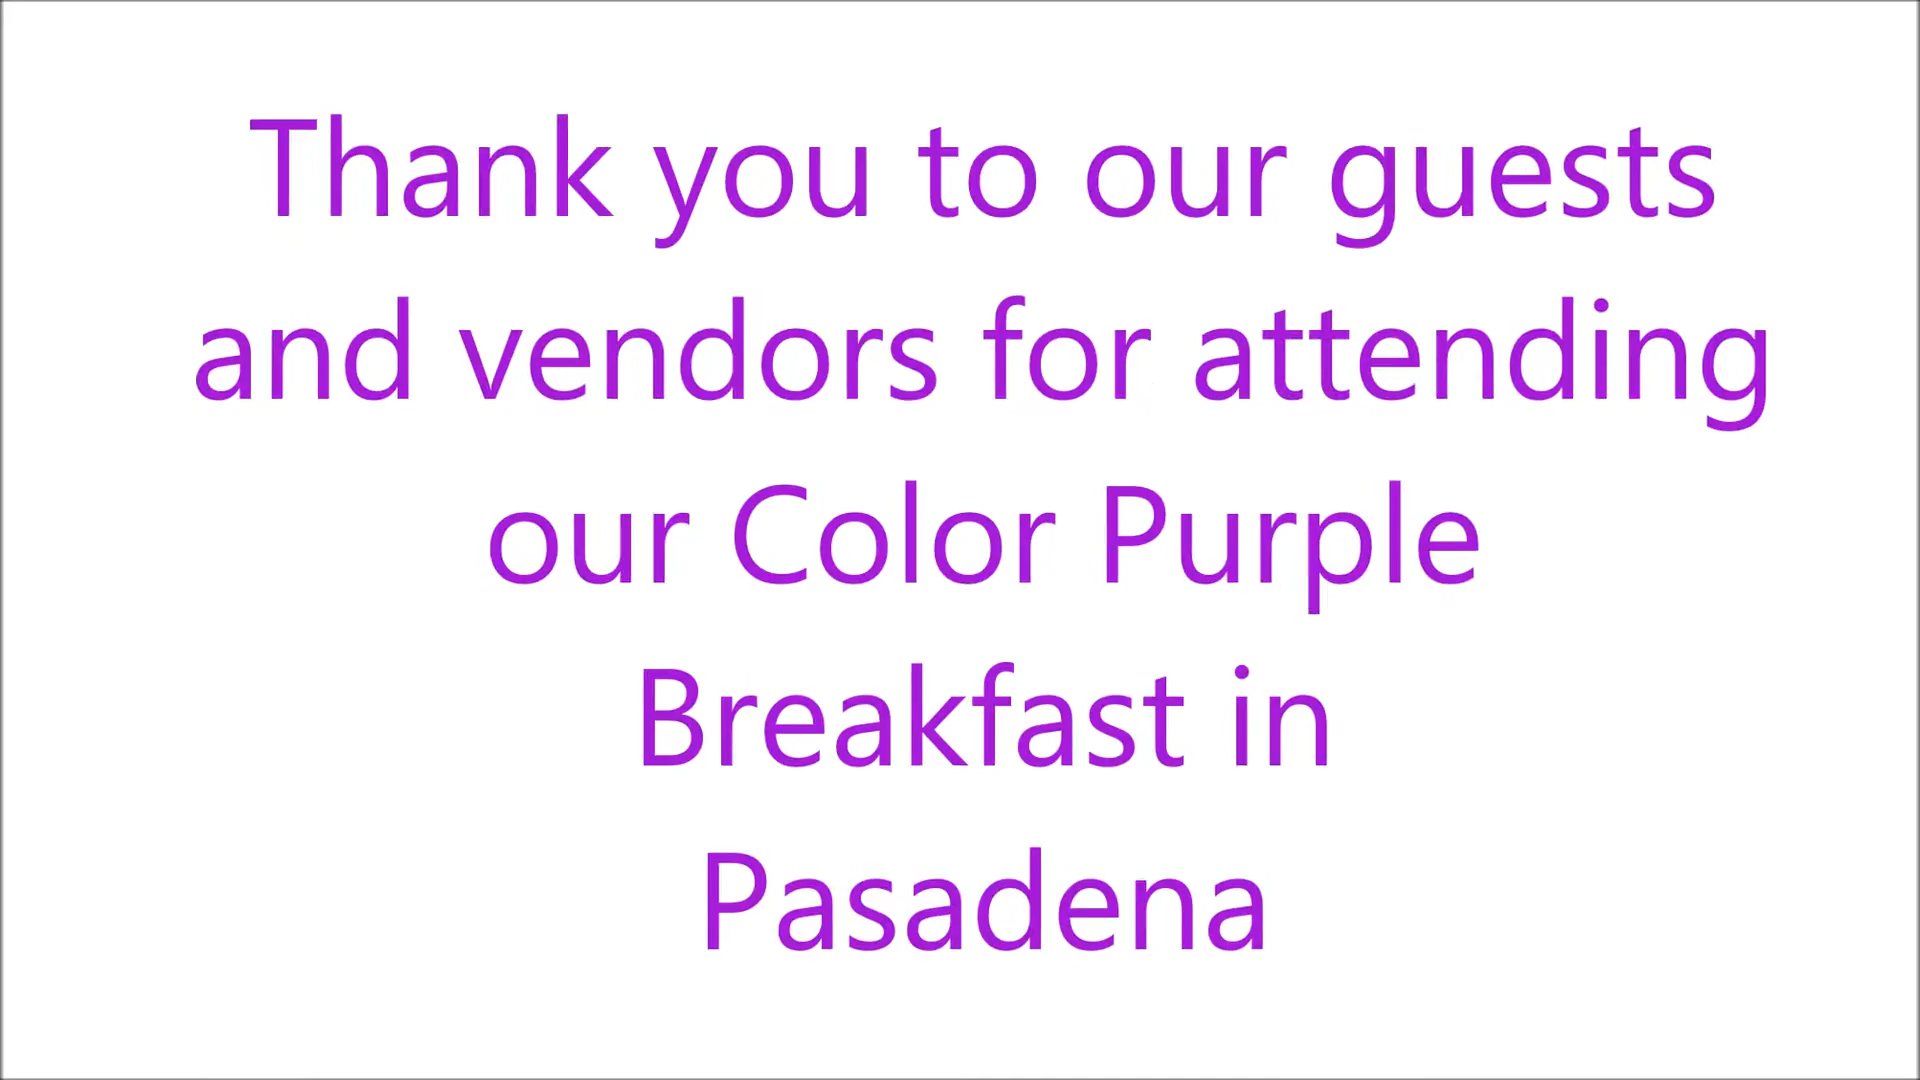 Thank you to our guests
and vendors for attending
our Color Purple
Breakfast in
Pasadena